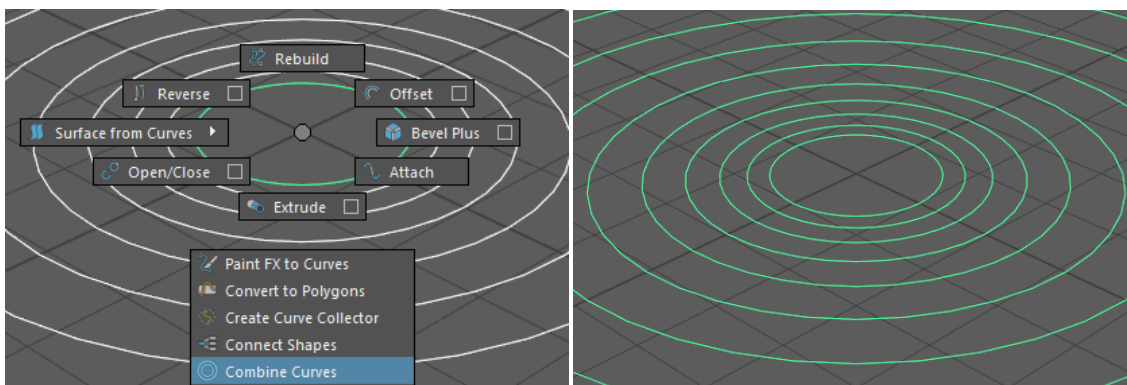 Rebuild
Reverse
Offset
Surface from Curves
Bevel Plus
Open/Close
Attach
Extrude
Paint FX to Curves
Convert to Polygons
Create Curve Collector
Connect Shapes
Combine Curves